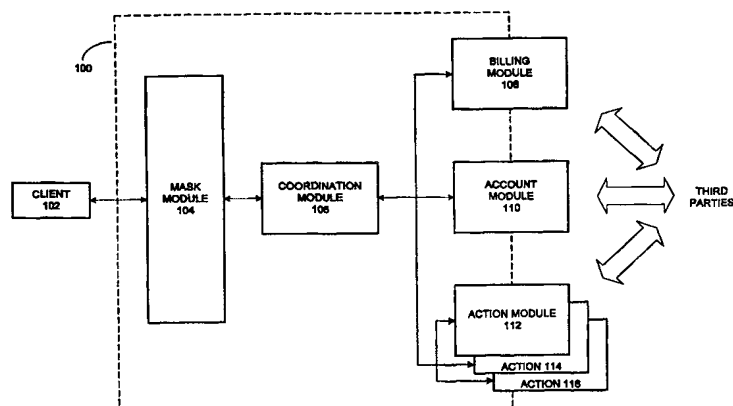 100
CLIENT
102
MASK
MODULE
104
COORDINATION
MODULE
106
BILLING
MODULE
108
ACCOUNT
MODULE
110
ACTION MODULE
112
ACTION 114
ACTION 116
THIRD
PARTIES